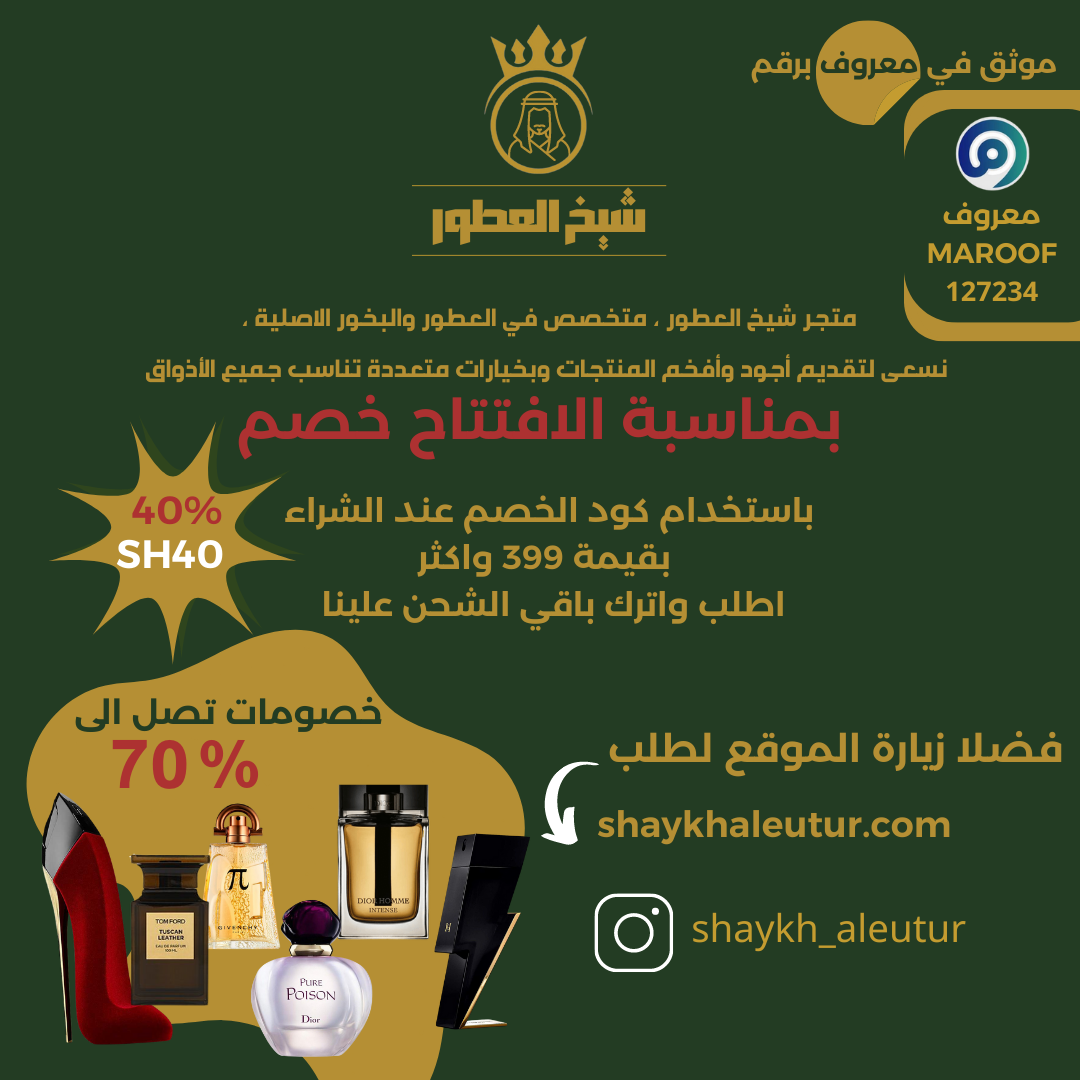 موثق في معروف برقم
معروف
MAROOF
127234
شيخ العطور
متجر شيخ العطور ، متخصص في العطور والبخور الاصلية ،
نسعى لتقديم أجود وأفخم المنتجات وبخيارات متعددة تناسب جميع الأذواق
بمناسبة الافتتاح خصم
40%
SH40
باستخدام كود الخصم عند الشراء
بقيمة 399 واكثر
اطلب واترك باقي الشحن علينا
خصومات تصل الى
70%
فضلا زيارة الموقع لطلب
shaykhaleutur.com
shaykh_aleutur
TOM FORD
TUSCAN
LEATHER
EAU DE PARFUM
π
GIVENCHY
DIOR HOMME
INTENSE
PURE
POISON
Dior